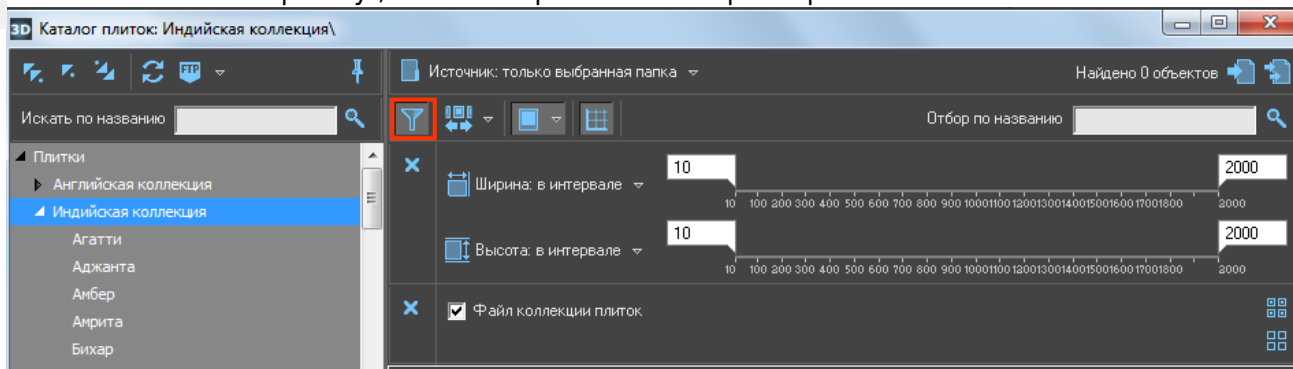 3D Каталог плиток: Индийская коллекция\
FTP
Источник: только выбранная папка
Найдено 0 объектов
Искать по названию
Отбор по названию
Плитки
Английская коллекция
Индийская коллекция
Агатти
Аджанта
Амбер
Амрита
Бихар
Ширина: в интервале
10
2000
10 100 200 300 400 500 600 700 800 900 1000 1100 1200 1300 1400 1500 1600 1700 1800 2000
Высота: в интервале
10
2000
10 100 200 300 400 500 600 700 800 900 1000 1100 1200 1300 1400 1500 1600 1700 1800 2000
Файл коллекции плиток